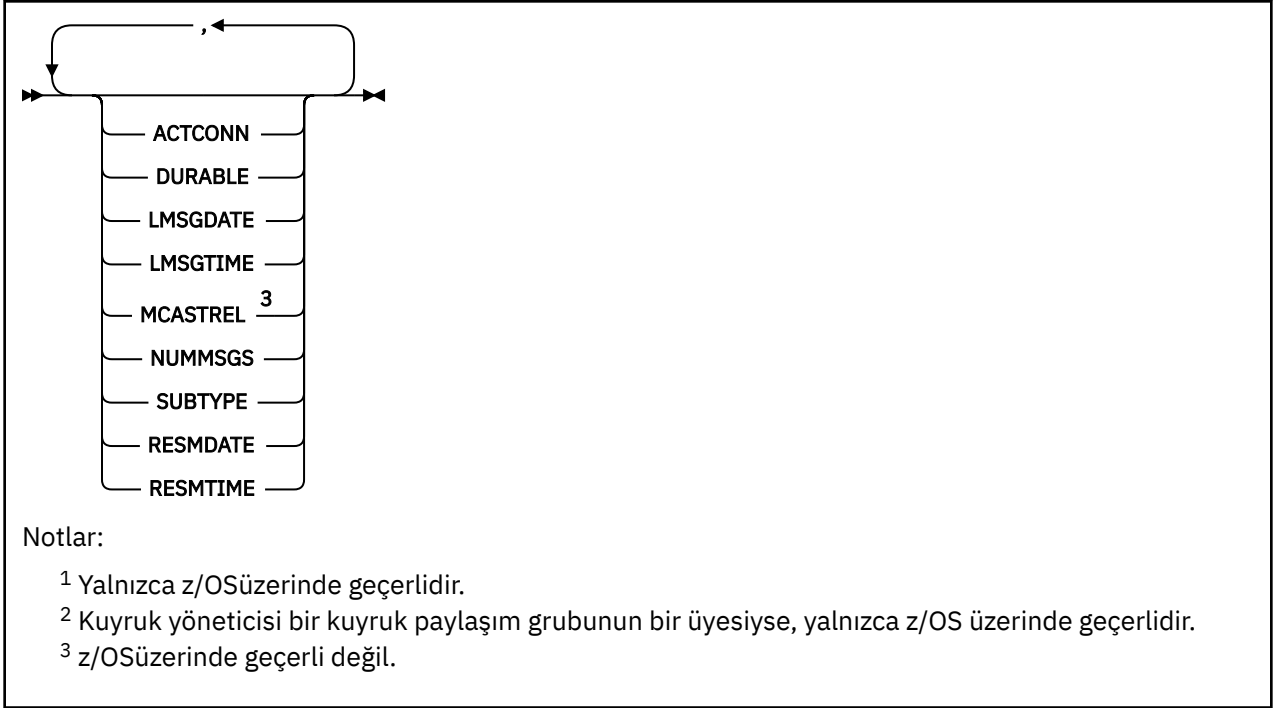 ,
ACTCONN
DURABLE
LMSGDATE
LMSGTIME
MCASTREL 3
NUMMSGS
SUBTYPE
RESMDATE
RESMTIME
Notlar:
1 Yalnızca z/OSüzerinde geçerlidir.
2 Kuyruk yöneticisi bir kuyruk paylaşım grubunun bir üyesiyse, yalnızca z/OS üzerinde geçerlidir.
3 z/OSüzerinde geçerli değil.